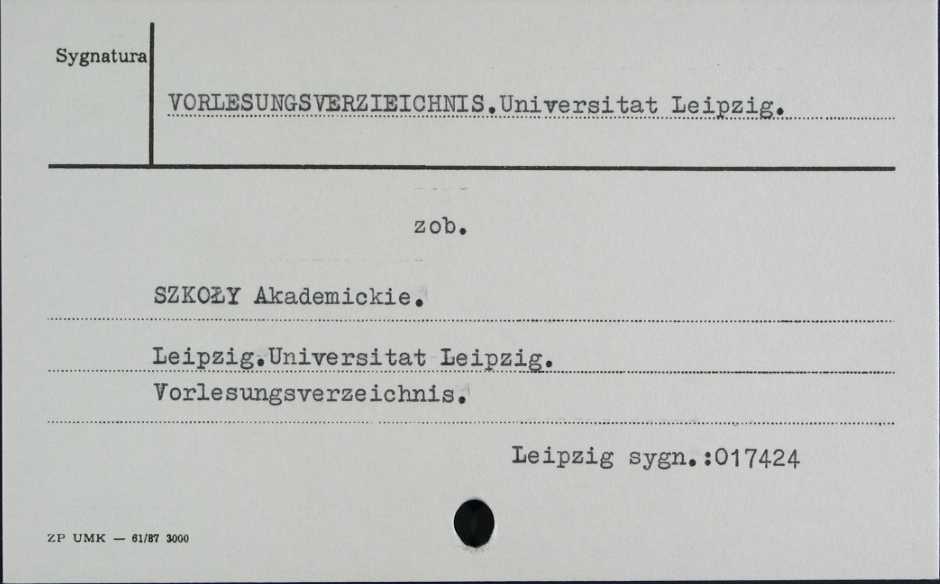 Sygnatura
VORLESUNGSVERZIEICHNIS.Universitat Leipzig.
zob.
SZKOŁY Akademickie.
Leipzig.Universitat Leipzig.
Vorlesungsverzeichnis.
Leipzig sygn.:017424
ZP UMK — 61/87 3000